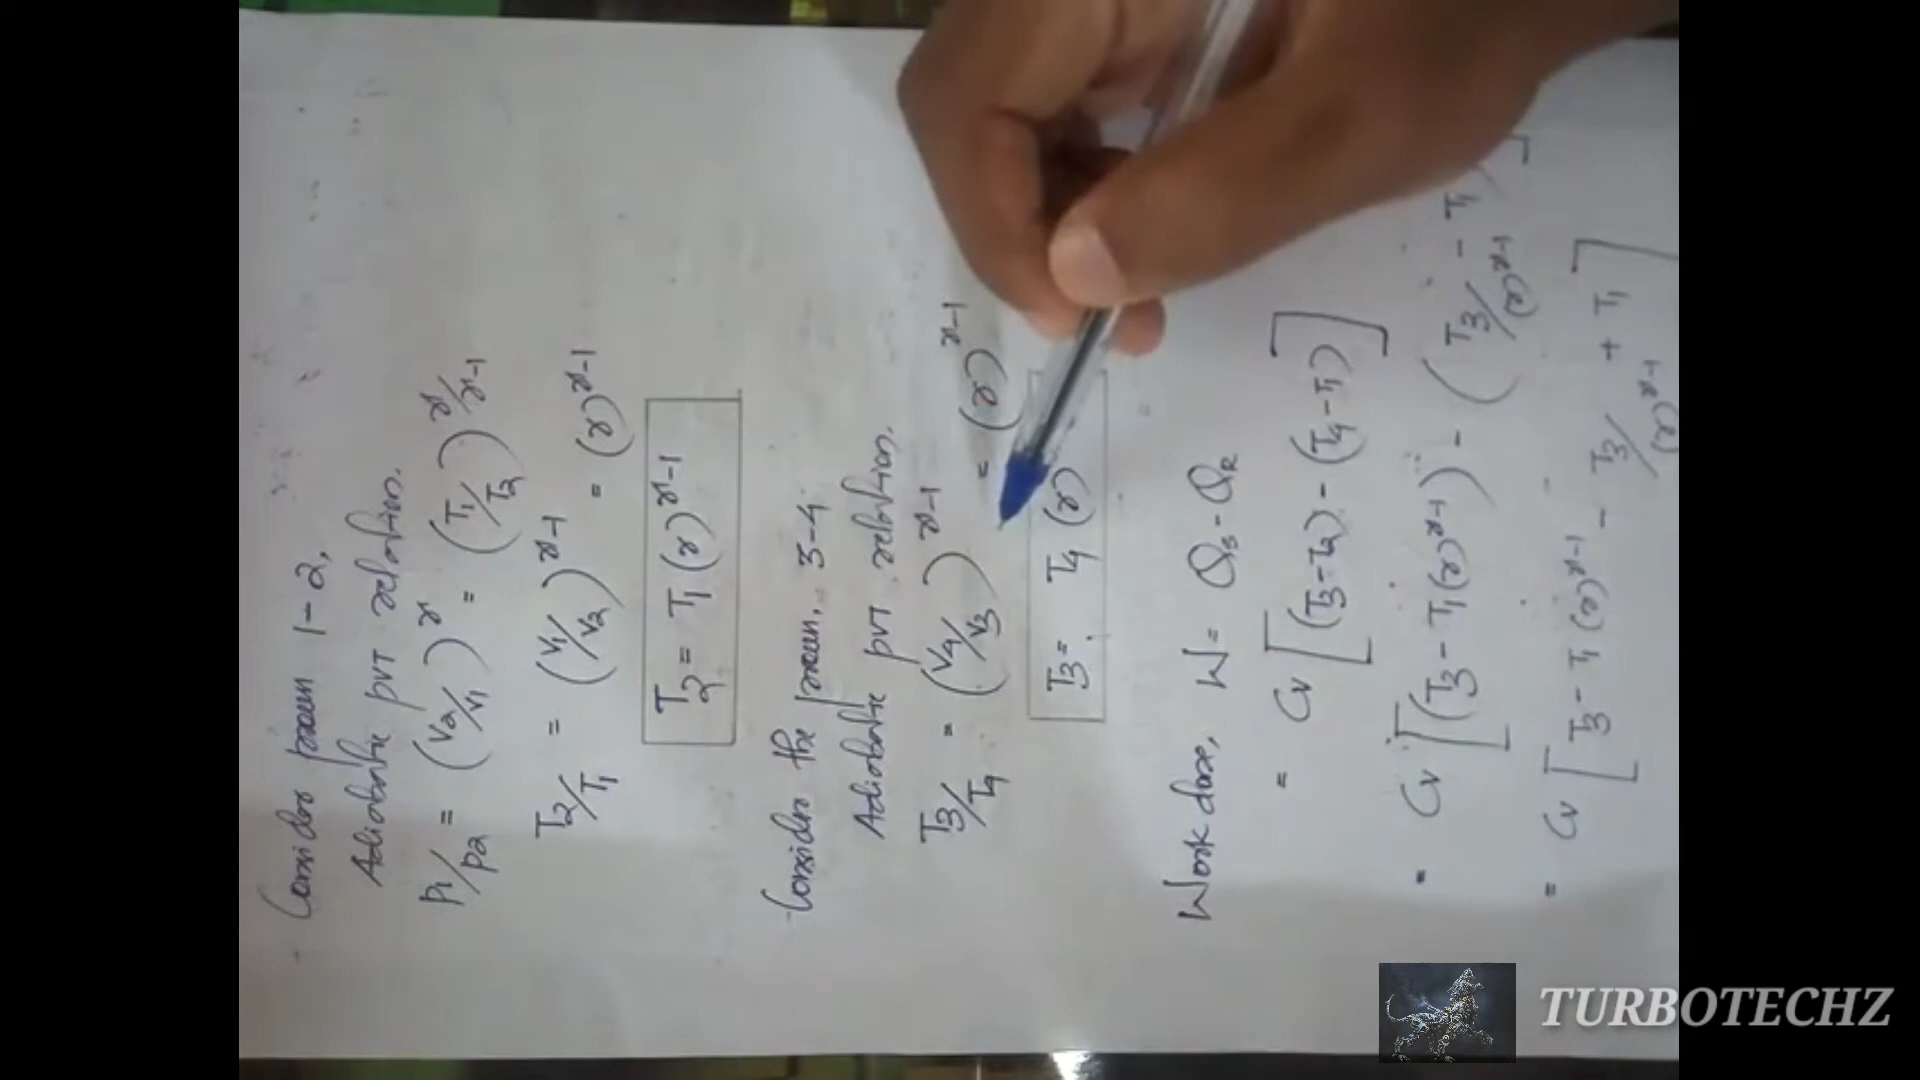 Consider process 1-2,
Adiabatic pvT relation.
P1/P2 = (V2/V1)^γ = (T1/T2)^γ/γ-1
T2/T1 = (V1/V2)^γ-1 = (r)^γ-1
T2 = T1 (r)^γ-1
Consider the process, 3-4
Adiabatic pvT relation.
T3/T4 = (V4/V3)^γ-1 = (r)^γ-1
T3 = T4 (r)
Work done, W = Qs - QR
= Cv [(T3-T2) - (T4-T1)]
= Cv [(T3 - T1(r)^γ-1) - (T3/(r)^γ-1 - T1)]
= Cv [T3 - T1(r)^γ-1 - T3/(r)^γ-1 + T1]
TURBOTECHZ